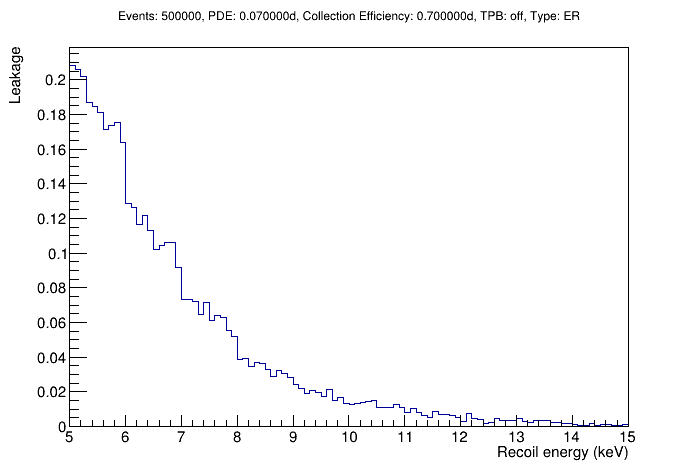 Events: 500000, PDE: 0.070000d, Collection Efficiency: 0.700000d, TPB: off, Type: ER
Leakage
0.2
0.18
0.16
0.14
0.12
0.1
0.08
0.06
0.04
0.02
0
5 6 7 8 9 10 11 12 13 14 15
Recoil energy (keV)